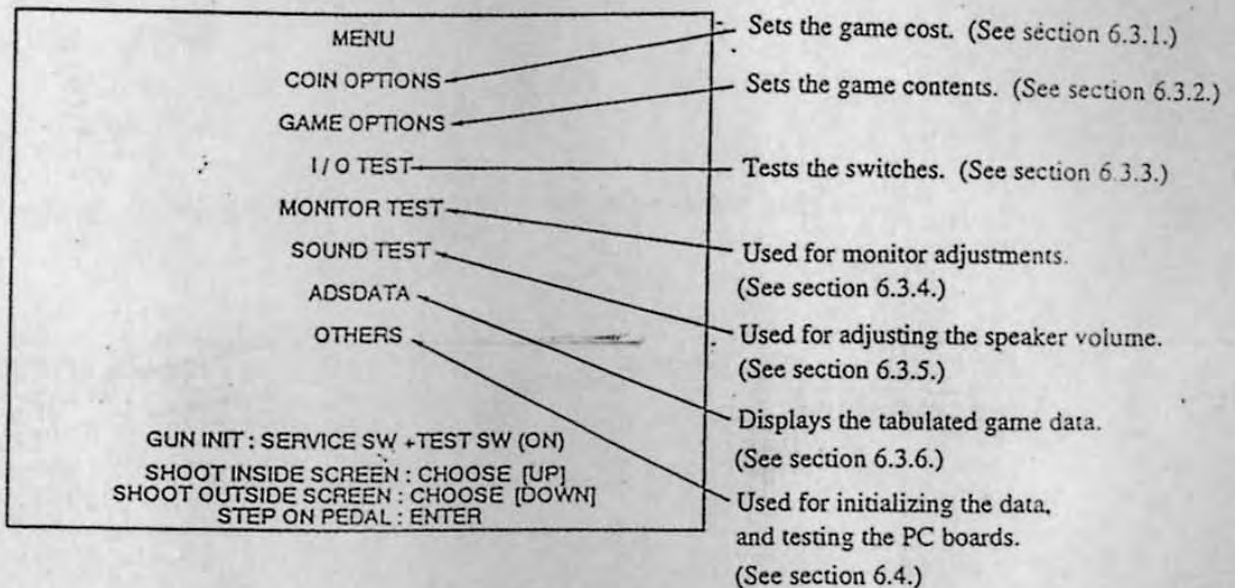 MENU
COIN OPTIONS
GAME OPTIONS
I / O TEST
MONITOR TEST
SOUND TEST
ADSDATA
OTHERS
GUN INIT : SERVICE SW +TEST SW (ON)
SHOOT INSIDE SCREEN : CHOOSE [UP]
SHOOT OUTSIDE SCREEN : CHOOSE [DOWN]
STEP ON PEDAL : ENTER
Sets the game cost. (See section 6.3.1.)
Sets the game contents. (See section 6.3.2.)
Tests the switches. (See section 6.3.3.)
Used for monitor adjustments.
(See section 6.3.4.)
Used for adjusting the speaker volume.
(See section 6.3.5.)
Displays the tabulated game data.
(See section 6.3.6.)
Used for initializing the data,
and testing the PC boards.
(See section 6.4.)